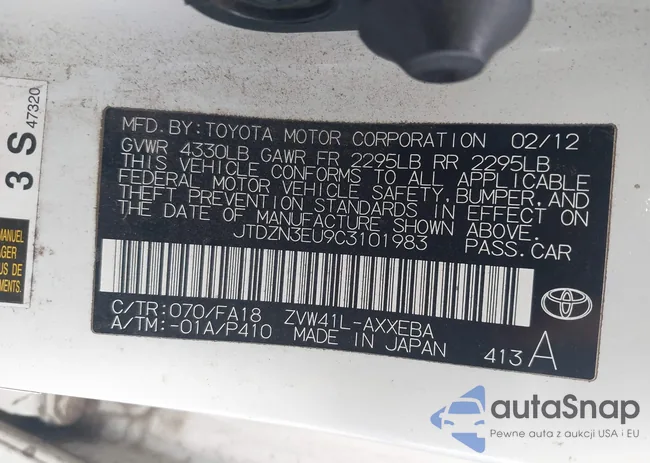 3 S 47320
MANUEL
MFD. BY: TOYOTA MOTOR CORPORATION 02/12
GVWR 4330LB GAWR FR 2295LB RR 2295LB
THIS VEHICLE CONFORMS TO ALL APPLICABLE
FEDERAL MOTOR VEHICLE SAFETY, BUMPER, AND
THEFT PREVENTION STANDARDS IN EFFECT ON
THE DATE OF MANUFACTURE SHOWN ABOVE.
JTDZN3EU9C3101983 PASS.CAR
C/TR: 070/FA18 ZVW41L-AXXEBA
A/TM: -01A/P410 MADE IN JAPAN 413 A
autaSnap
Pewne auta z aukcji USA i EU